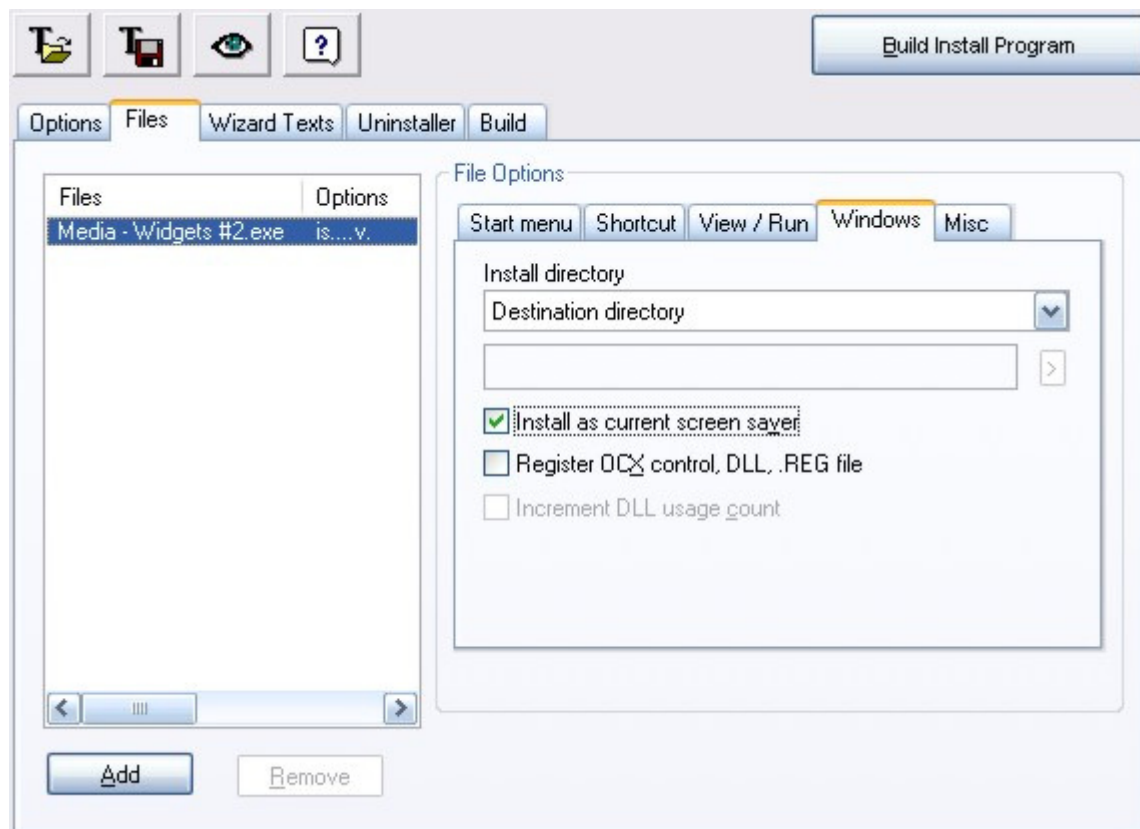 Build Install Program
Options Files Wizard Texts Uninstaller Build
File Options
Files Options
Media - Widgets #2.exe is....v.
Start menu Shortcut View / Run Windows Misc
Install directory
Destination directory
>
Install as current screen saver
Register OCX control, DLL, .REG file
Increment DLL usage count
Add Remove